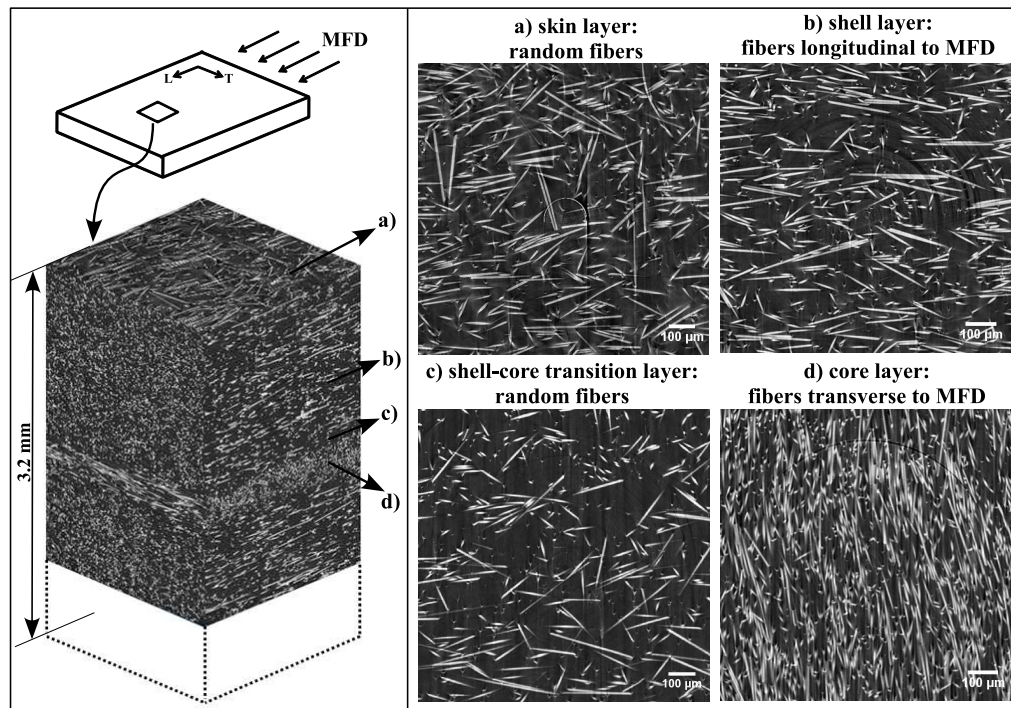 MFD
L
T
a)
b)
c)
d)
3.2 mm
a) skin layer:
random fibers
100 µm
b) shell layer:
fibers longitudinal to MFD
100 µm
c) shell-core transition layer:
random fibers
100 µm
d) core layer:
fibers transverse to MFD
100 µm